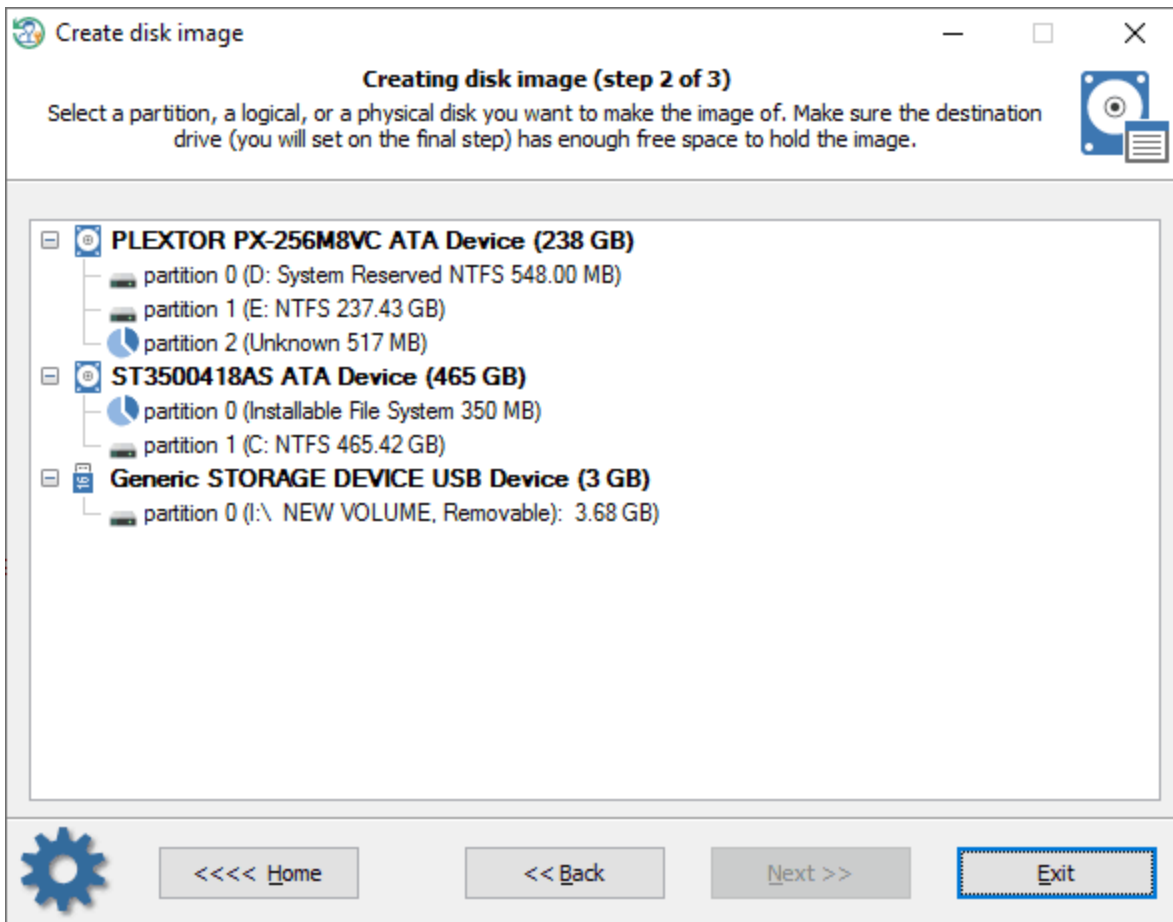 Create disk image
Creating disk image (step 2 of 3)
Select a partition, a logical, or a physical disk you want to make the image of. Make sure the destination
drive (you will set on the final step) has enough free space to hold the image.
PLEXTOR PX-256M8VC ATA Device (238 GB)
partition 0 (D: System Reserved NTFS 548.00 MB)
partition 1 (E: NTFS 237.43 GB)
partition 2 (Unknown 517 MB)
ST3500418AS ATA Device (465 GB)
partition 0 (Installable File System 350 MB)
partition 1 (C: NTFS 465.42 GB)
Generic STORAGE DEVICE USB Device (3 GB)
partition 0 (I:\  NEW VOLUME, Removable):  3.68 GB)
<<<< Home
<< Back
Next >>
Exit